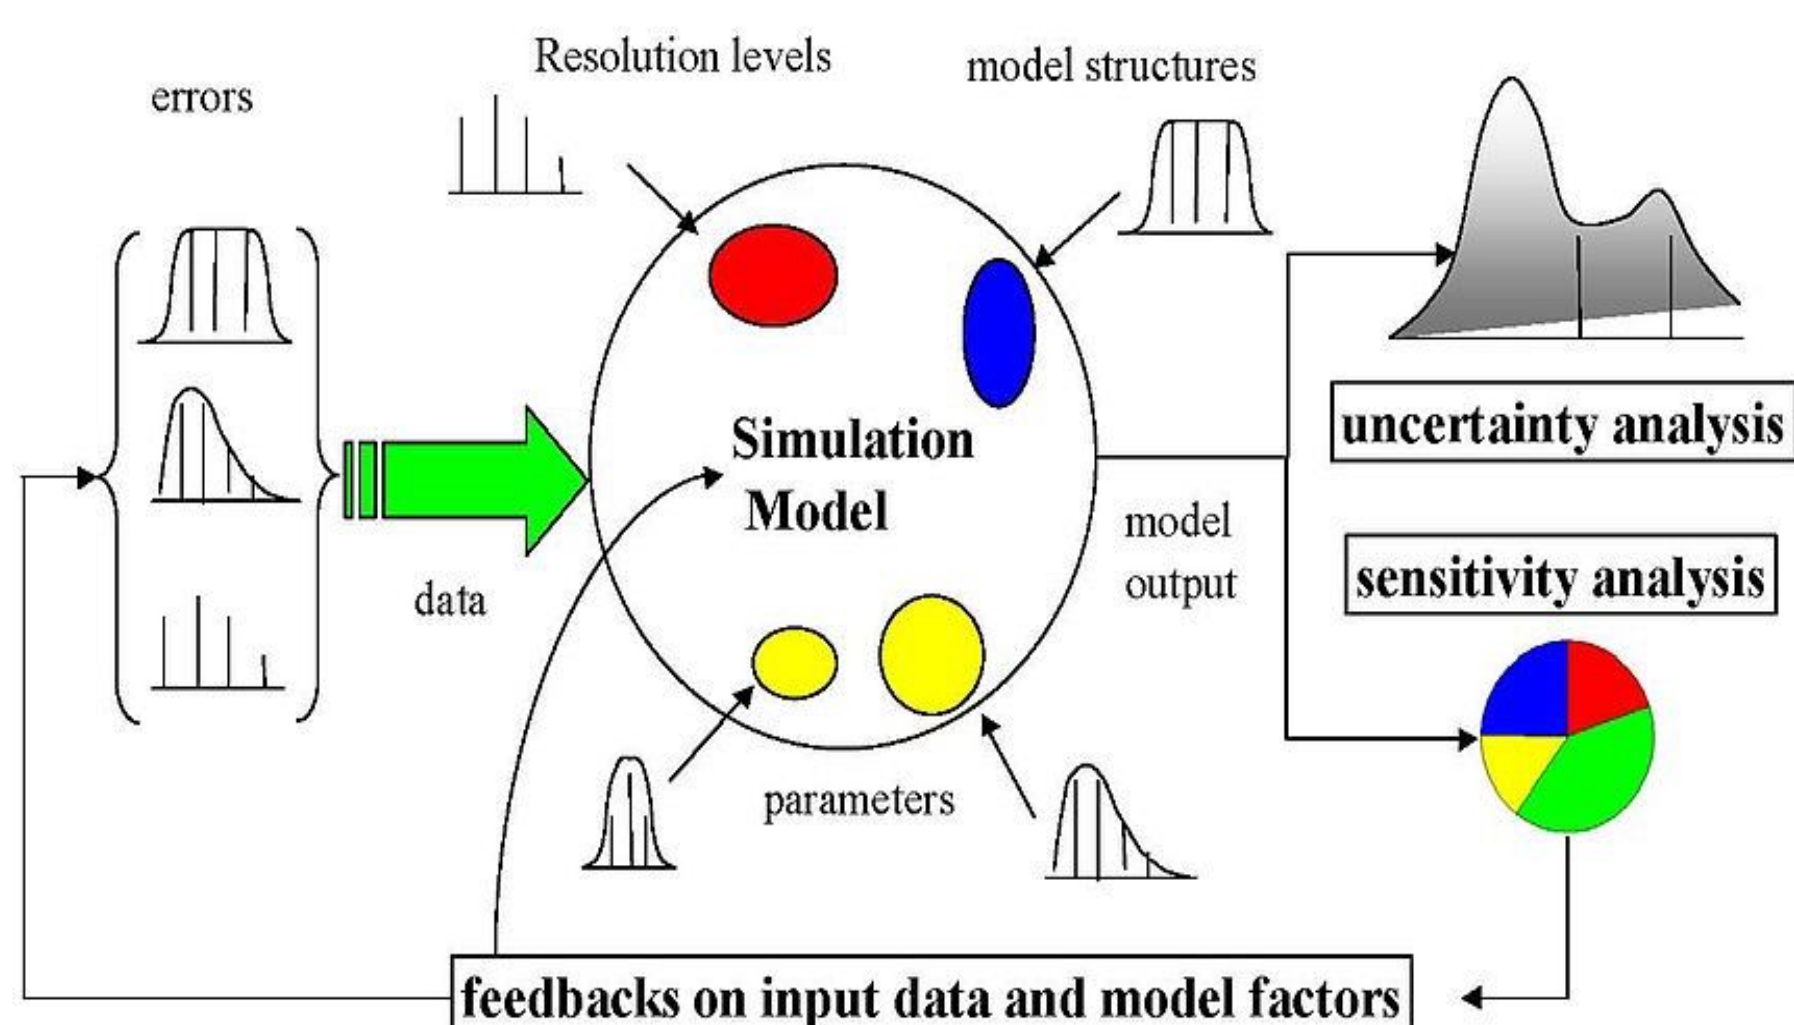 errors
Resolution levels
model structures
data
Simulation
Model
parameters
model
output
uncertainty analysis
sensitivity analysis
feedbacks on input data and model factors